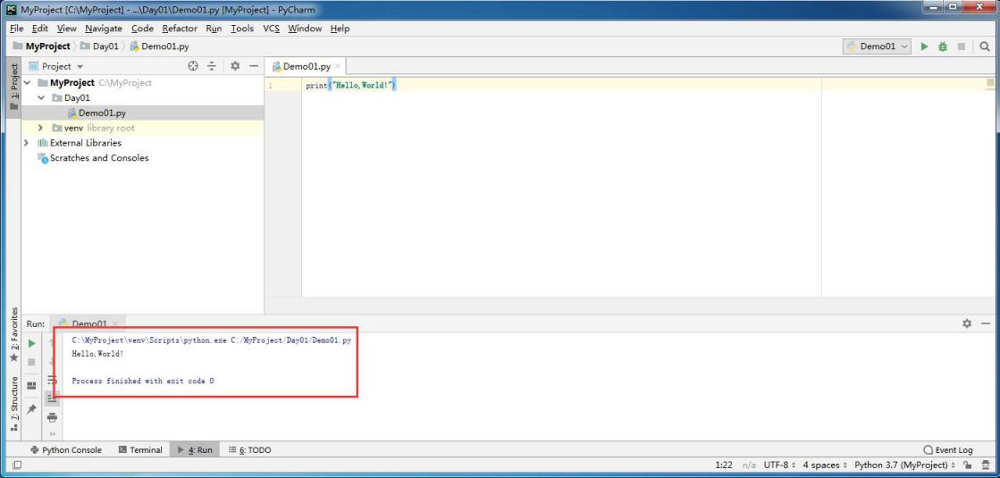 MyProject [C:\MyProject] - ...\Day01\Demo01.py [MyProject] - PyCharm
File Edit View Navigate Code Refactor Run Tools VCS Window Help
MyProject Day01 Demo01.py Demo01
1: Project
Project
Demo01.py
MyProject C:\MyProject
Day01
Demo01.py
venv library root
External Libraries
Scratches and Consoles
1 print("Hello,World!")
2: Favorites
7: Structure
Run: Demo01
C:\MyProject\venv\Scripts\python.exe C:/MyProject/Day01/Demo01.py
Hello,World!
Process finished with exit code 0
Python Console Terminal 4: Run 6: TODO Event Log
1:22 n/a UTF-8 4 spaces Python 3.7 (MyProject)